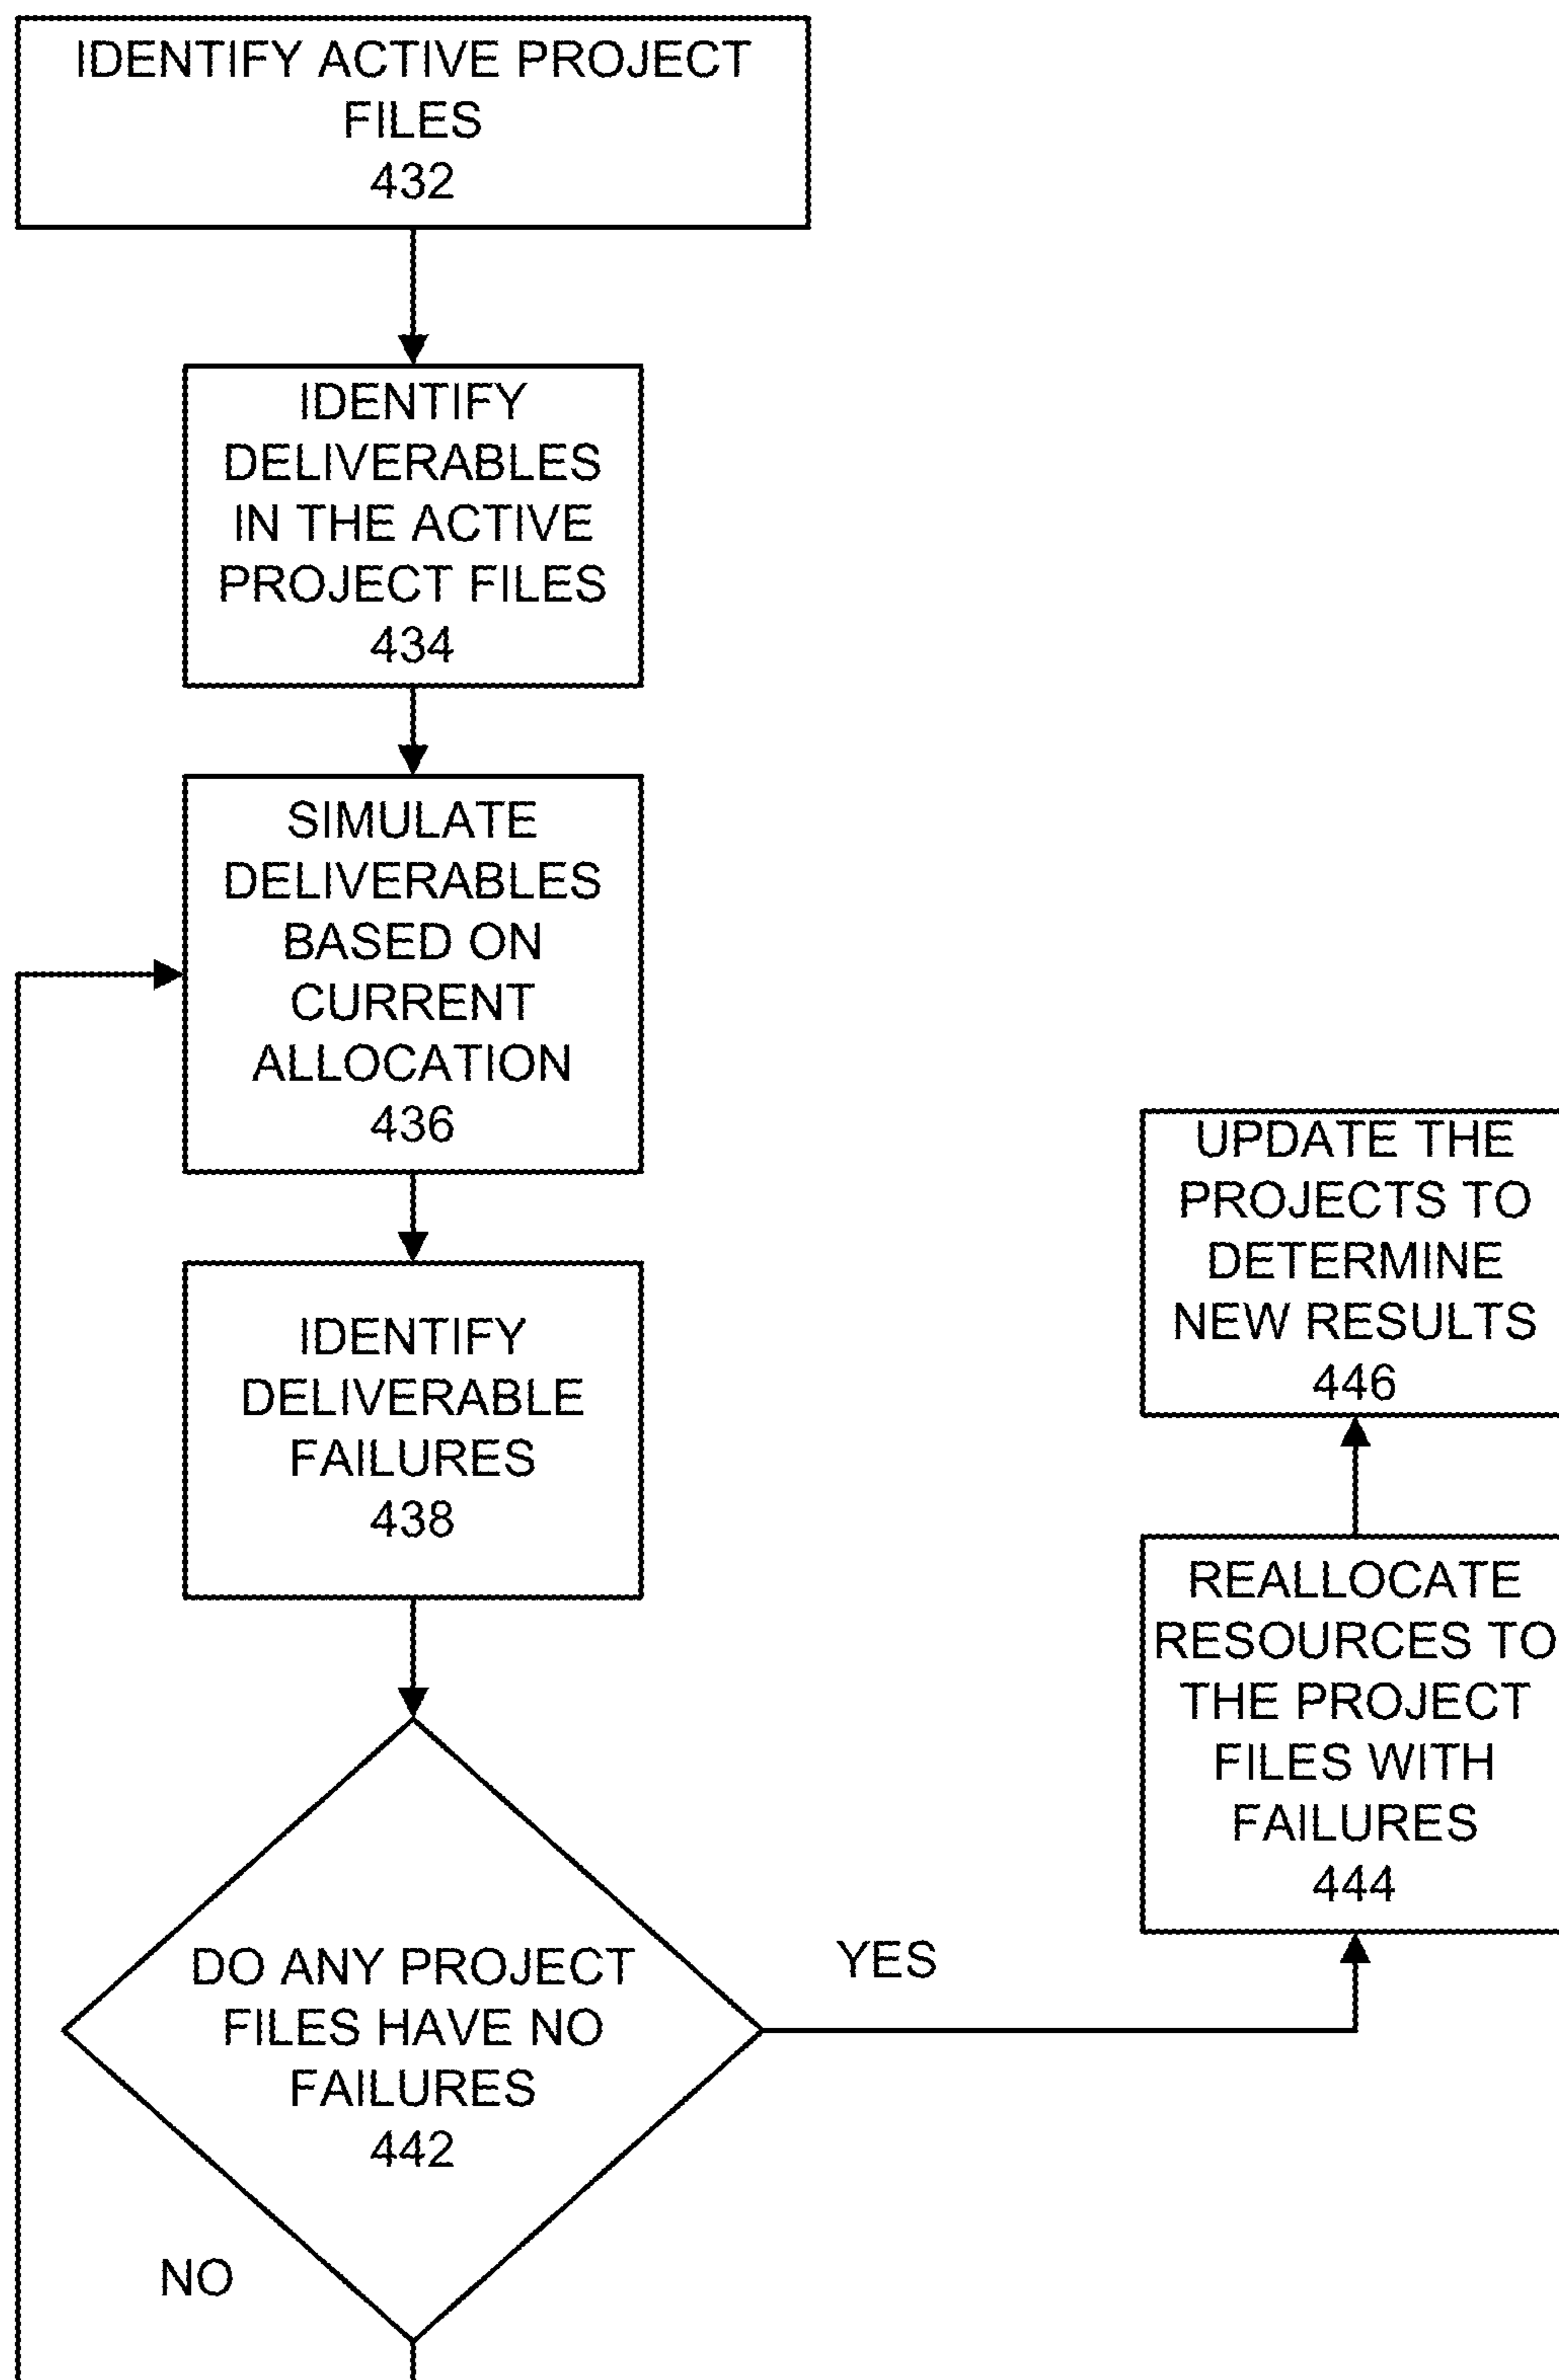 IDENTIFY ACTIVE PROJECT
FILES
432
IDENTIFY
DELIVERABLES
IN THE ACTIVE
PROJECT FILES
434
SIMULATE
DELIVERABLES
BASED ON
CURRENT
ALLOCATION
436
IDENTIFY
DELIVERABLE
FAILURES
438
DO ANY PROJECT
FILES HAVE NO
FAILURES
442
YES
NO
REALLOCATE
RESOURCES TO
THE PROJECT
FILES WITH
FAILURES
444
UPDATE THE
PROJECTS TO
DETERMINE
NEW RESULTS
446